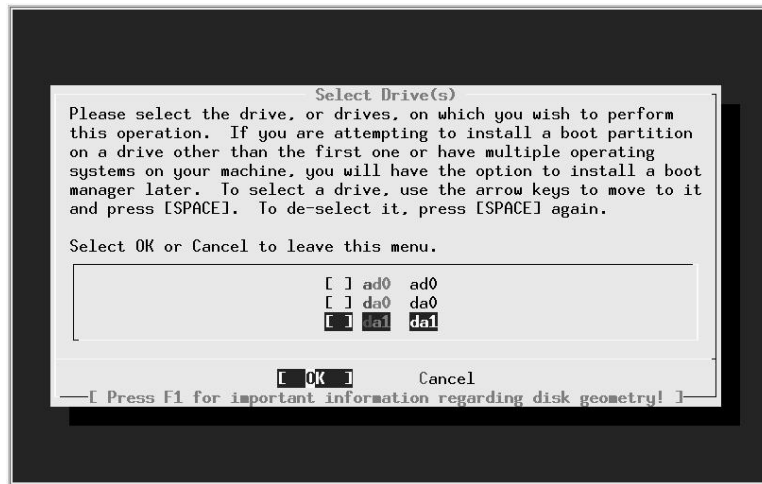 Select Drive(s)
Please select the drive, or drives, on which you wish to perform
this operation.  If you are attempting to install a boot partition
on a drive other than the first one or have multiple operating
systems on your machine, you will have the option to install a boot
manager later.  To select a drive, use the arrow keys to move to it
and press [SPACE].  To de-select it, press [SPACE] again.
Select OK or Cancel to leave this menu.
[ ] ad0  ad0
[ ] da0  da0
[ ] da1  da1
[  OK  ]       Cancel
[ Press F1 for important information regarding disk geometry! ]